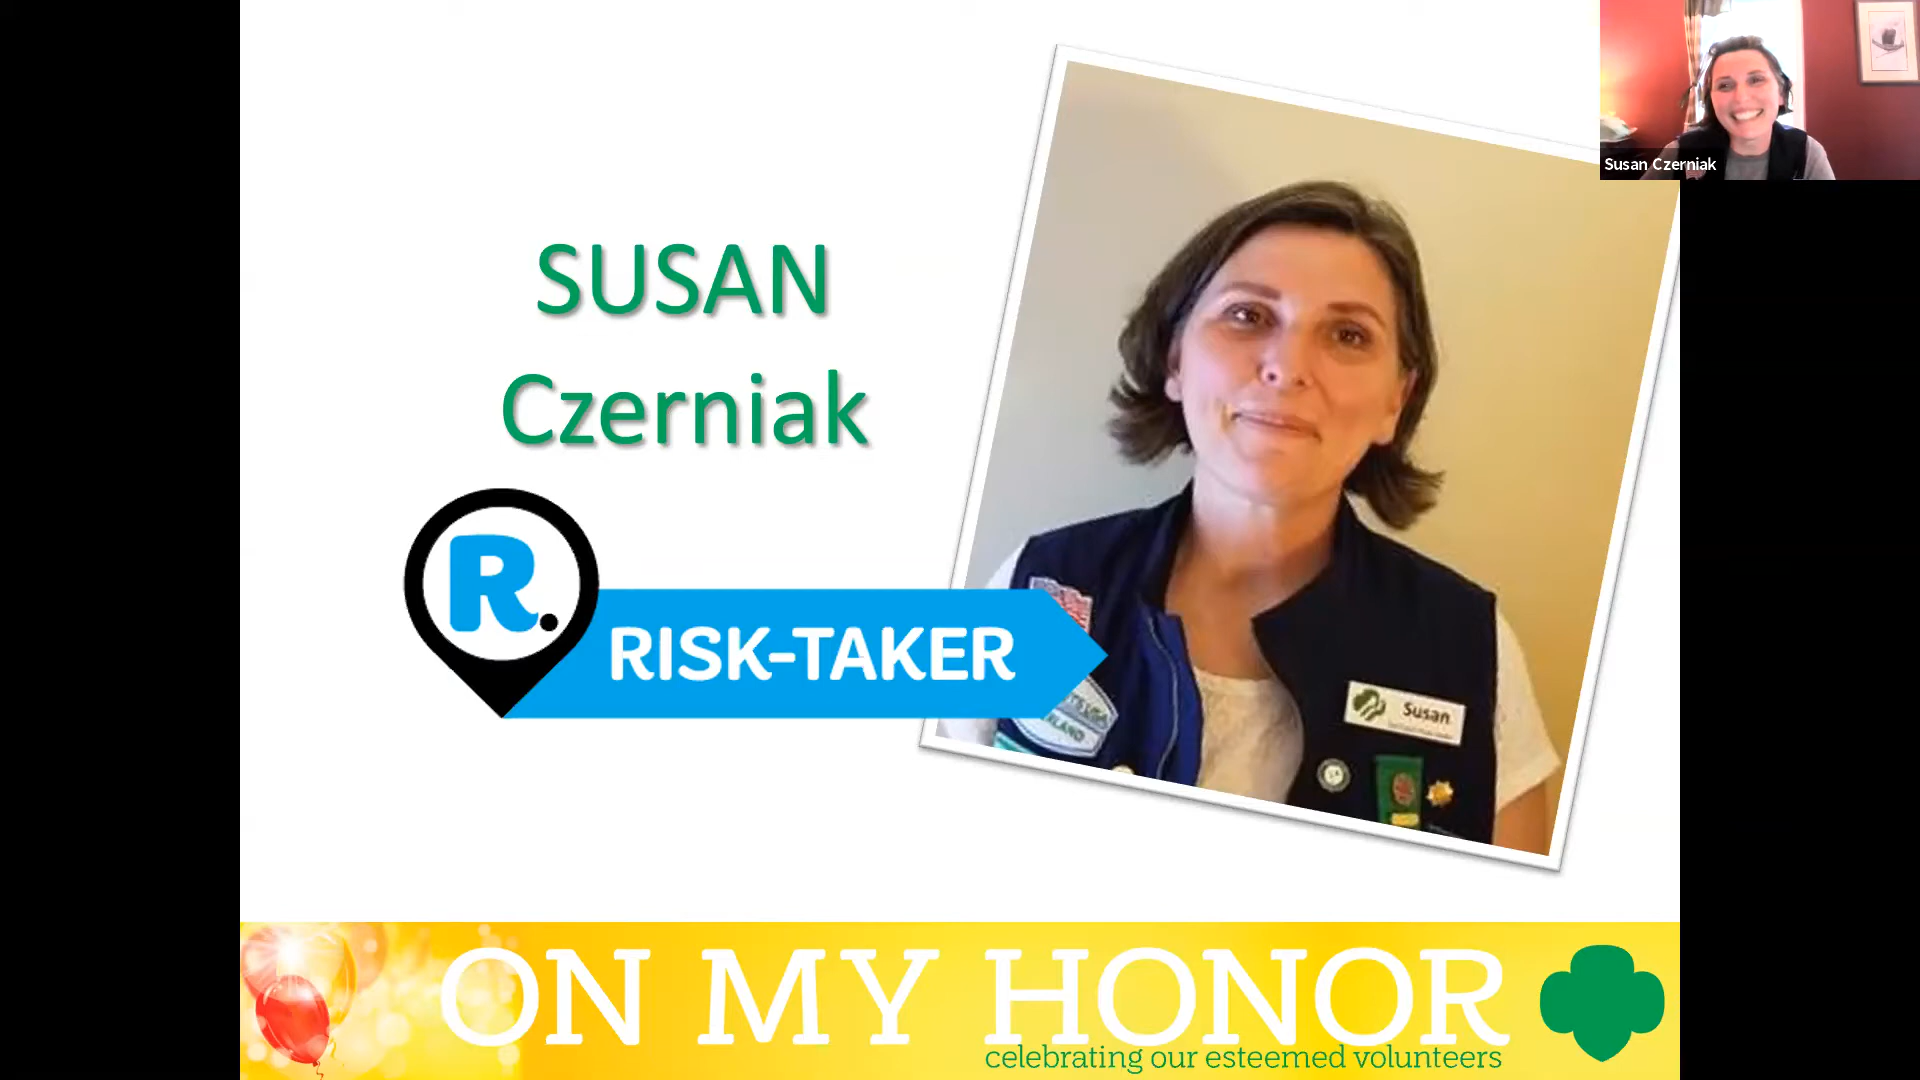 SUSAN
Czerniak
R.
RISK-TAKER
Susan
Susan Czerniak
ON MY HONOR
celebrating our esteemed volunteers